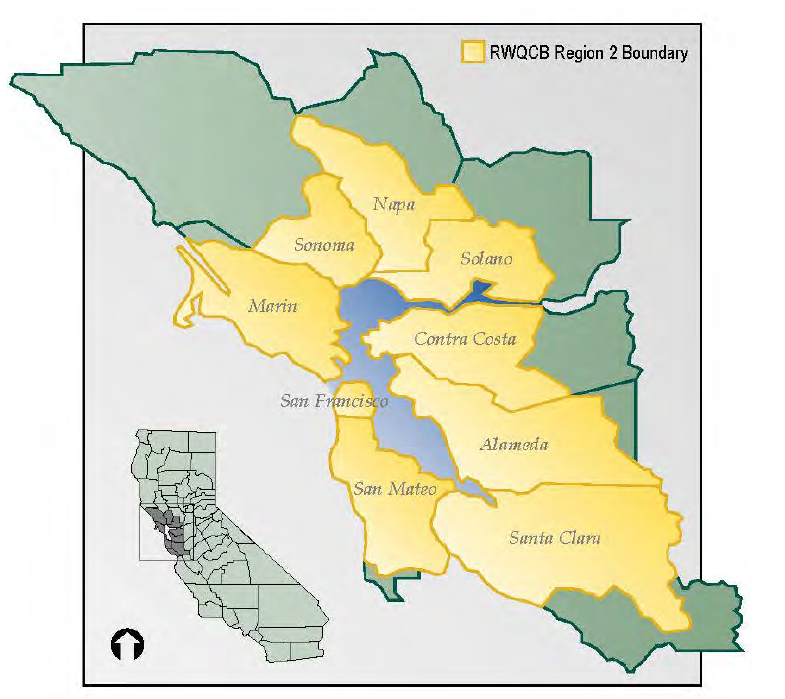 RWQCB Region 2 Boundary
Napa
Sonoma
Solano
Marin
Contra Costa
San Francisco
Alameda
San Mateo
Santa Clara